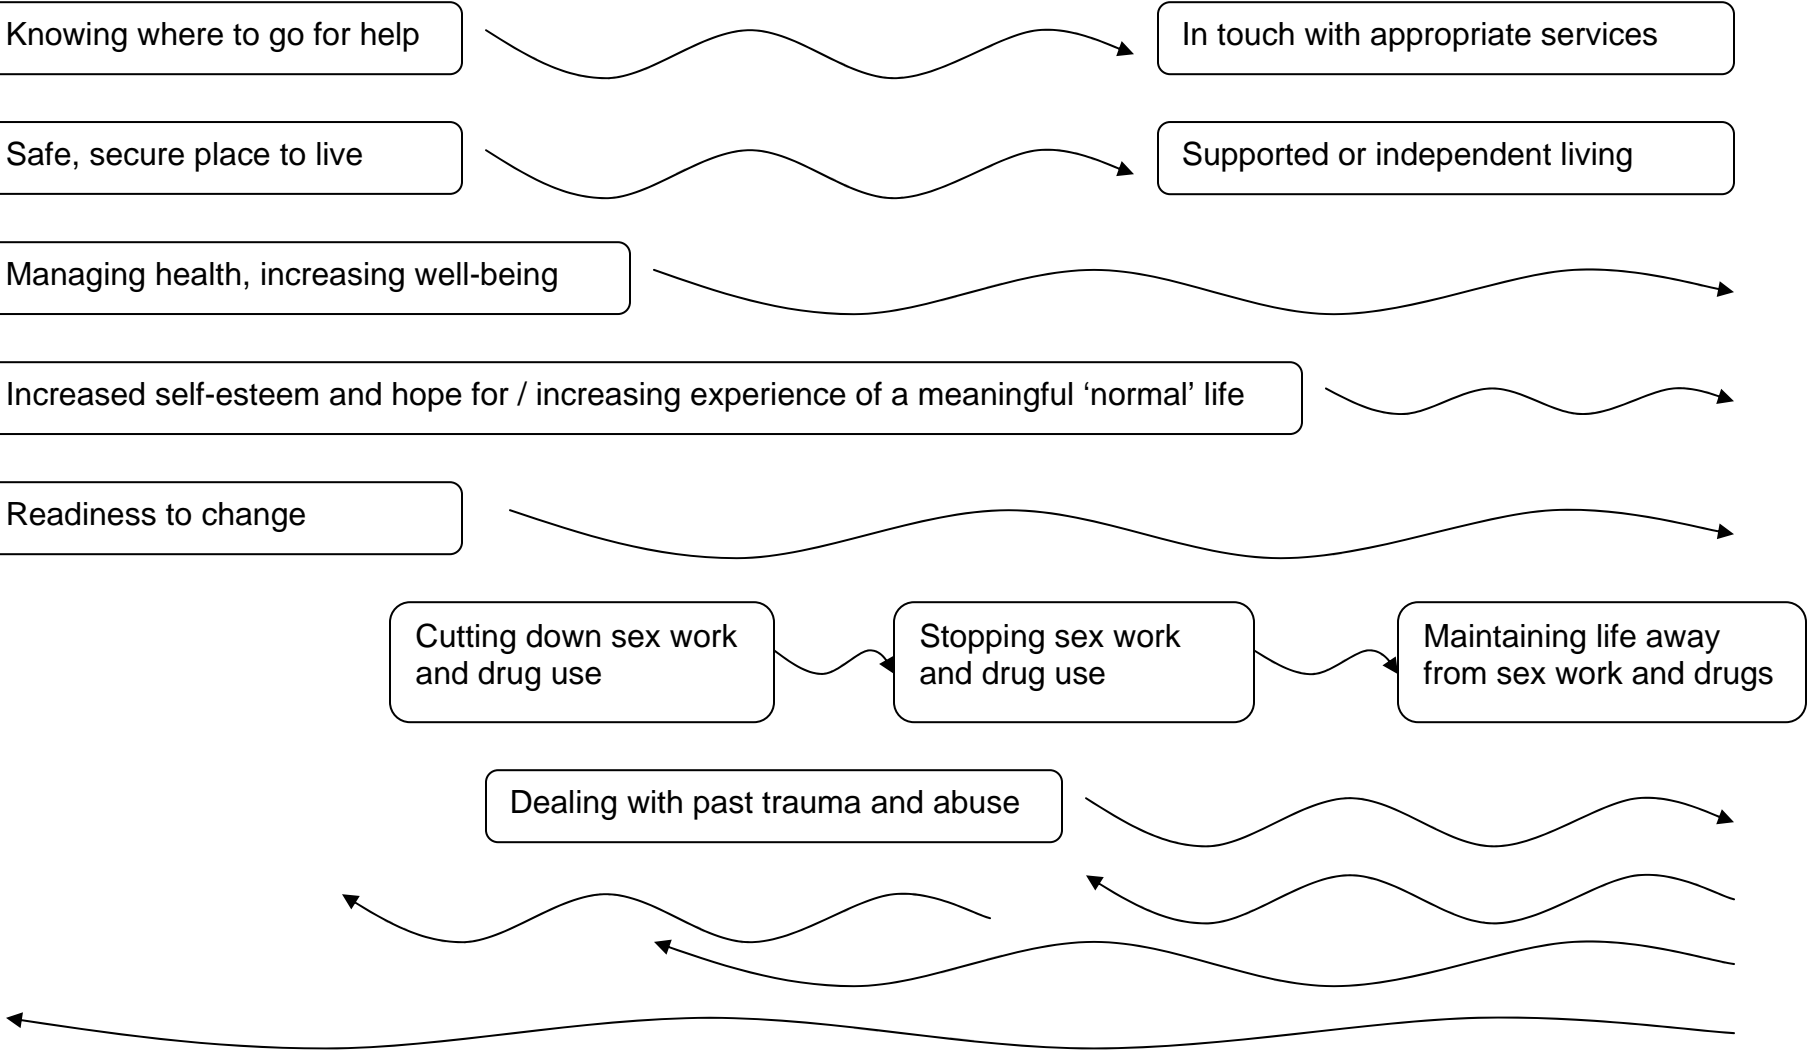 Knowing where to go for help
In touch with appropriate services
Safe, secure place to live
Supported or independent living
Managing health, increasing well-being
Increased self-esteem and hope for / increasing experience of a meaningful ‘normal’ life
Readiness to change
Cutting down sex work
and drug use
Stopping sex work
and drug use
Maintaining life away
from sex work and drugs
Dealing with past trauma and abuse